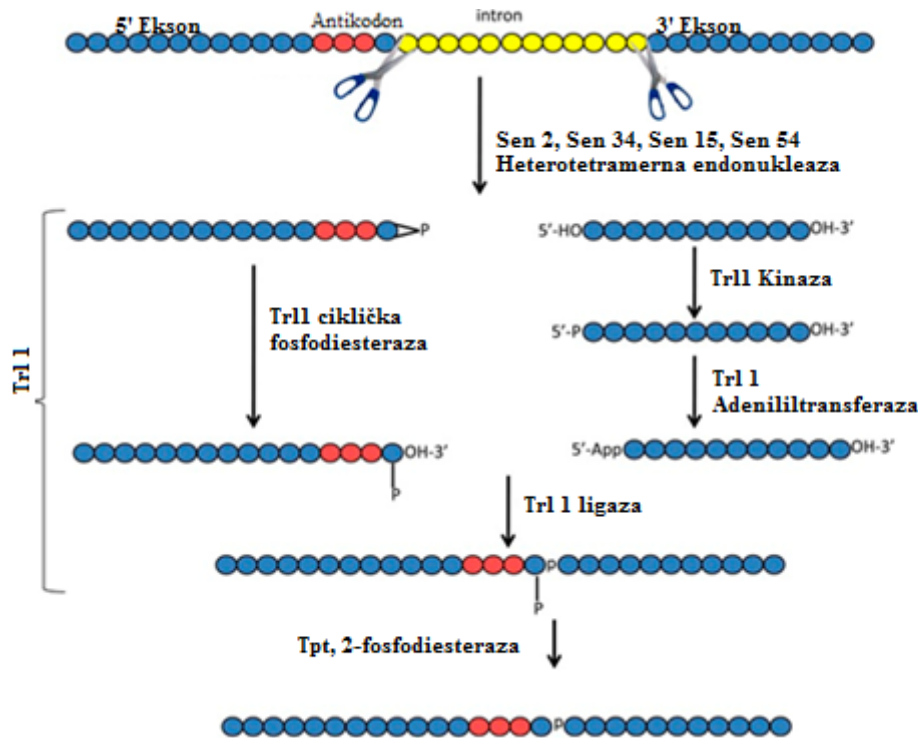 5' Ekson
Antikodon
intron
3' Ekson
Sen 2, Sen 34, Sen 15, Sen 54
Heterotetramerna endonukleaza
P
5'-HO
OH-3'
Trl1 Kinaza
Trl1 ciklička
fosfodiesteraza
5'-P
OH-3'
Trl 1
Trl 1
Adenililtransferaza
OH-3'
P
5'-App
OH-3'
Trl 1 ligaza
p
P
Tpt, 2-fosfodiesteraza
p